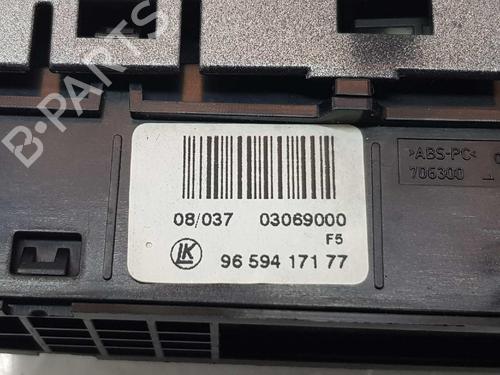 B-PARTS
08/037 03069000
F5
LK 96 594 171 77
>ABS-PC<
706300